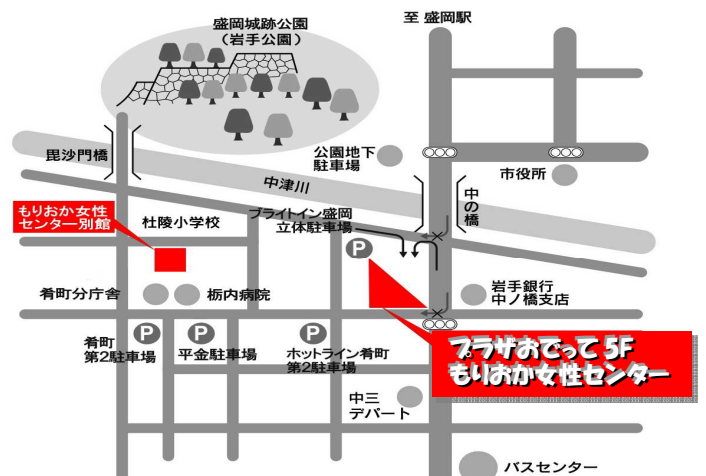 盛岡城跡公園
（岩手公園）
至 盛岡駅
毘沙門橋
公園地下
駐車場
市役所
中津川
中の橋
もりおか女性
センター別館
杜陵小学校
ブライトイン盛岡
立体駐車場
P
肴町分庁舎
栃内病院
岩手銀行
中ノ橋支店
P
P
P
肴町
第2駐車場
平金駐車場
ホットライン肴町
第2駐車場
プラザおでって 5F
もりおか女性センター
中三
デパート
バスセンター